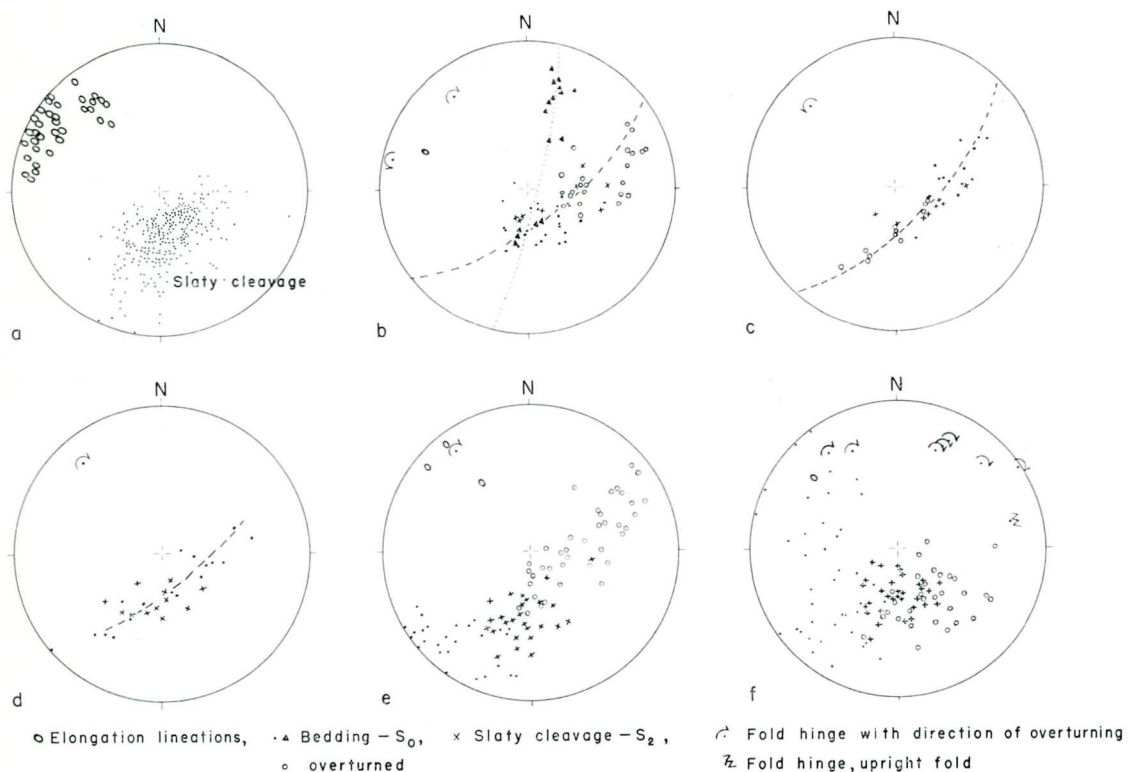 N N N
Slaty cleavage
a b c
N N N
d e f
Elongation lineations, Bedding – S₀, x Slaty cleavage – S₂, Fold hinge with direction of overturning
overturned Fold hinge, upright fold